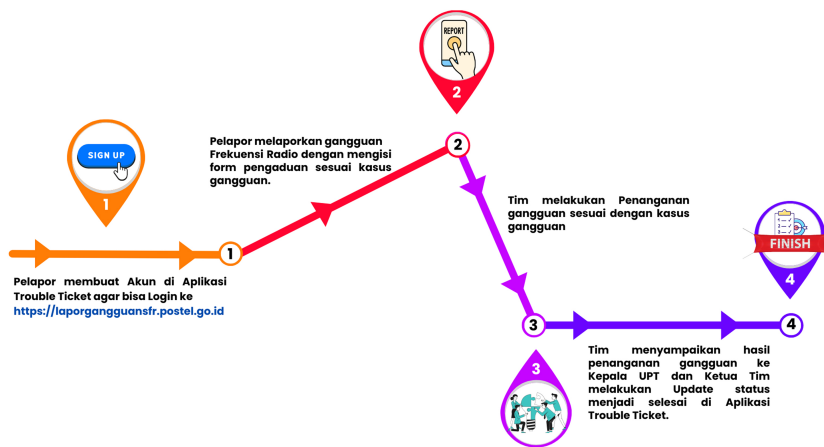 SIGN UP
1
1
Pelapor membuat Akun di Aplikasi
Trouble Ticket agar bisa Login ke
https://laporgangguansfr.postel.go.id
REPORT
2
2
Pelapor melaporkan gangguan
Frekuensi Radio dengan mengisi
form pengaduan sesuai kasus
gangguan.
Tim melakukan Penanganan
gangguan sesuai dengan kasus
gangguan
3
3
FINISH
4
4
Tim menyampaikan hasil
penanganan gangguan ke
Kepala UPT dan Ketua Tim
melakukan Update status
menjadi selesai di Aplikasi
Trouble Ticket.